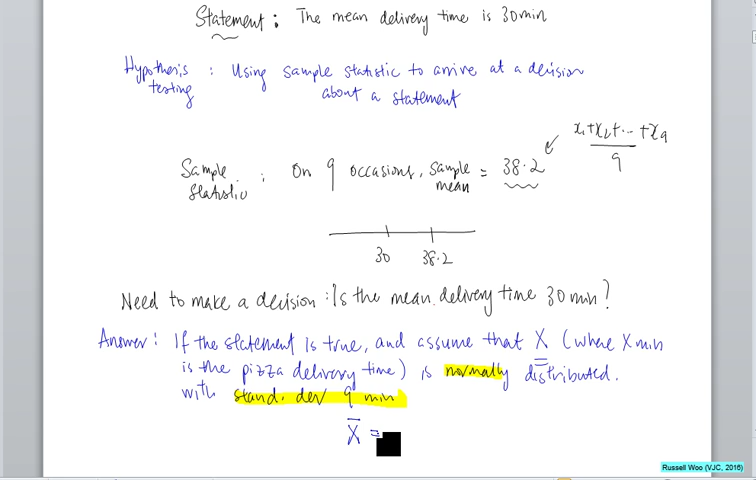 Statement : The mean delivery time is 30 min
Hypothesis testing : Using sample statistic to arrive at a decision
about a statement
x₁+x₂+... +x₉
9
Sample statistic : On 9 occasions, sample mean = 38.2
30 38.2
Need to make a decision : Is the mean delivery time 30 min?
Answer : If the statement is true, and assume that X (where X min
is the pizza delivery time) is normally distributed.
with stand. dev 9 min
X̄ =
Russell Woo (VJC, 2016)